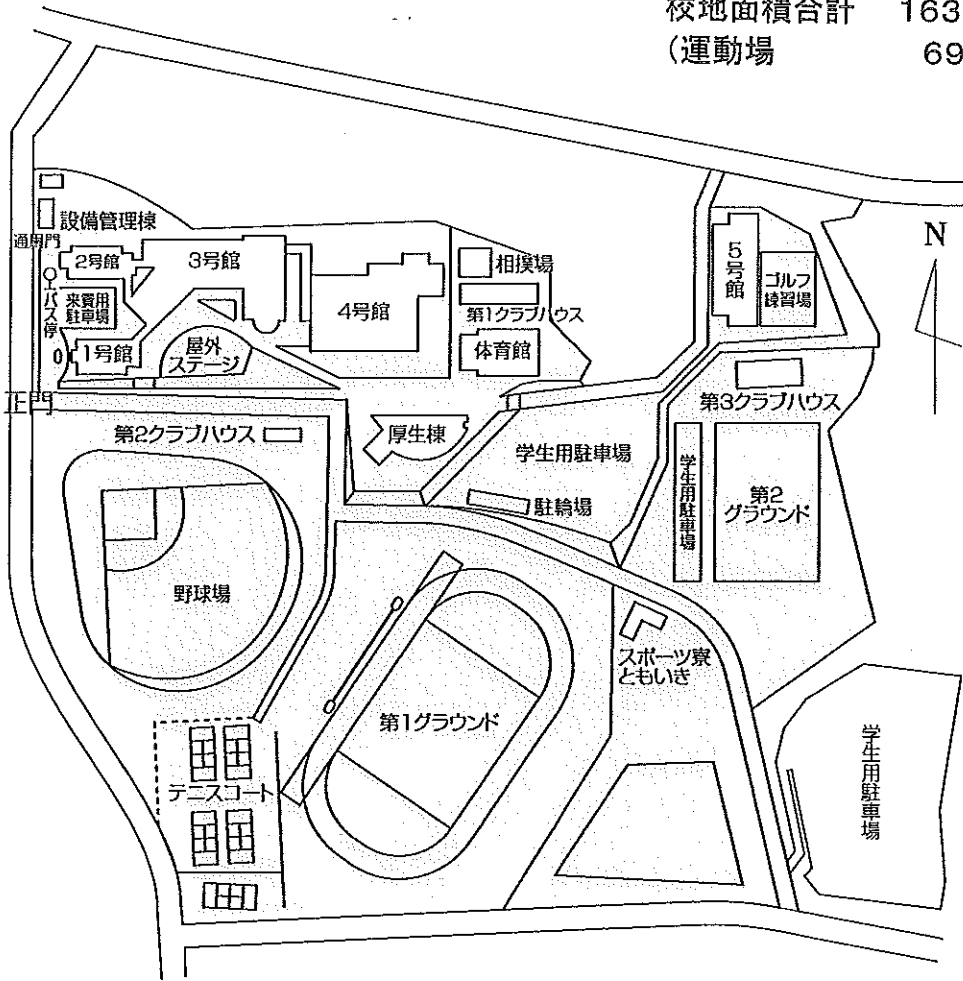 校地面積合計 163
(運動場 69
設備管理棟
通用門
2号館
3号館
4号館
相撲場
第1クラブハウス
体育館
5号館
ゴルフ
練習場
N
バス停
来賓用
駐車場
1号館
屋外
ステージ
正門
第2クラブハウス
厚生棟
学生用駐車場
駐輪場
第3クラブハウス
学生用駐車場
第2
グラウンド
野球場
スポーツ寮
ともいき
第1グラウンド
テニスコート
学生用駐車場